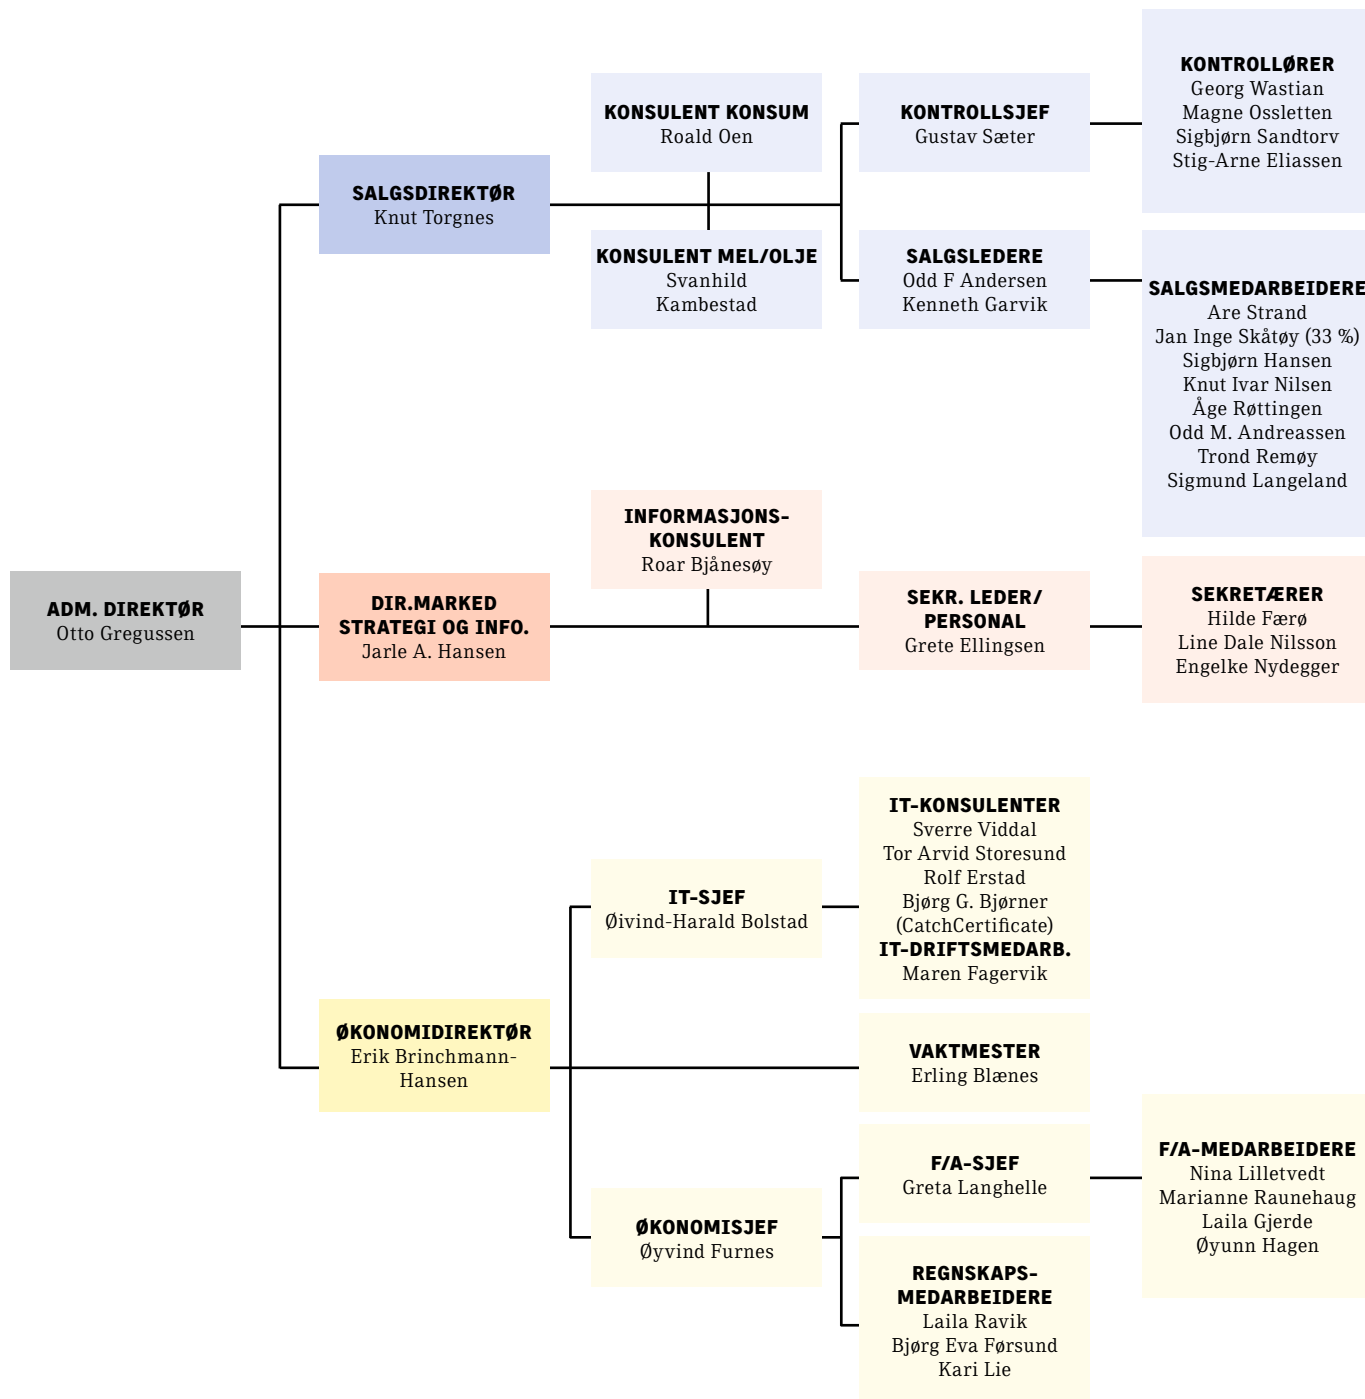 ADM. DIREKTØR
Otto Gregussen
SALGSDIREKTØR
Knut Torgnes
KONSULENT KONSUM
Roald Oen
KONSULENT MEL/OLJE
Svanhild
Kambestad
KONTROLLSJEF
Gustav Sæter
KONTROLLØRER
Georg Wastian
Magne Ossletten
Sigbjørn Sandtorv
Stig-Arne Eliassen
SALGSLEDERE
Odd F Andersen
Kenneth Garvik
SALGSMEDARBEIDERE
Are Strand
Jan Inge Skåtøy (33 %)
Sigbjørn Hansen
Knut Ivar Nilsen
Åge Røttingen
Odd M. Andreassen
Trond Remøy
Sigmund Langeland
DIR.MARKED
STRATEGI OG INFO.
Jarle A. Hansen
INFORMASJONS-
KONSULENT
Roar Bjånesøy
SEKR. LEDER/
PERSONAL
Grete Ellingsen
SEKRETÆRER
Hilde Færø
Line Dale Nilsson
Engelke Nydegger
ØKONOMIDIREKTØR
Erik Brinchmann-
Hansen
IT-SJEF
Øivind-Harald Bolstad
IT-KONSULENTER
Sverre Viddal
Tor Arvid Storesund
Rolf Erstad
Bjørg G. Bjørner
(CatchCertificate)
IT-DRIFTSMEDARB.
Maren Fagervik
VAKTMESTER
Erling Blænes
ØKONOMISJEF
Øyvind Furnes
F/A-SJEF
Greta Langhelle
F/A-MEDARBEIDERE
Nina Lilletvedt
Marianne Raunehaug
Laila Gjerde
Øyunn Hagen
REGNSKAPS-
MEDARBEIDERE
Laila Ravik
Bjørg Eva Førsund
Kari Lie